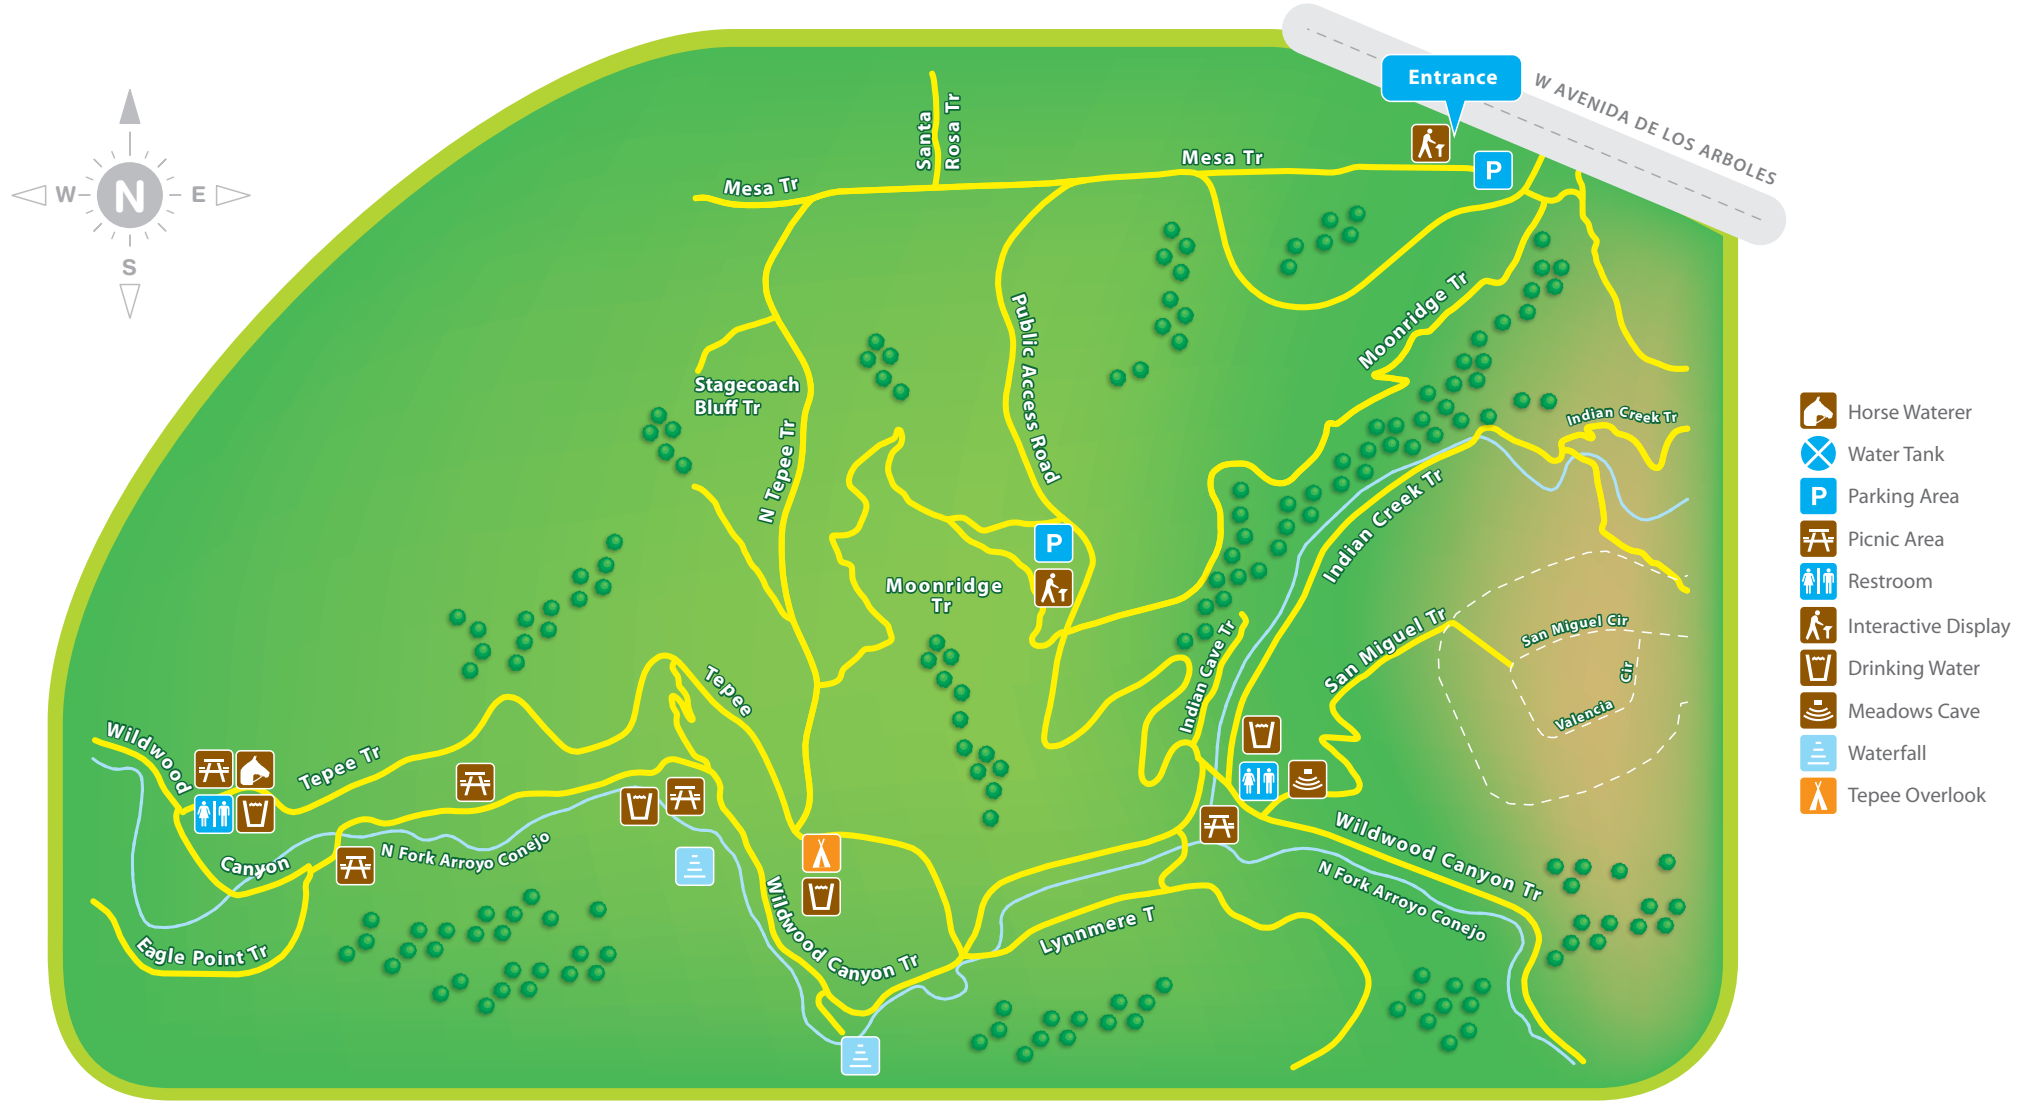 Entrance
W AVENIDA DE LOS ARBOLES
N
W
E
S
Santa
Rosa Tr
Mesa Tr
Mesa Tr
Moonridge Tr
Public Access Road
Stagecoach
Bluff Tr
N Tepee Tr
Indian Creek Tr
Indian Creek Tr
P
P
Moonridge
Tr
San Miguel Tr
San Miguel Cir
Cir
Valencia
Indian Cave Tr
Tepee
Wildwood
Tepee Tr
Canyon
N Fork Arroyo Conejo
Eagle Point Tr
Wildwood Canyon Tr
Lynnmere T
Wildwood Canyon Tr
N Fork Arroyo Conejo
Horse Waterer
Water Tank
P
Parking Area
Picnic Area
Restroom
Interactive Display
Drinking Water
Meadows Cave
Waterfall
Tepee Overlook